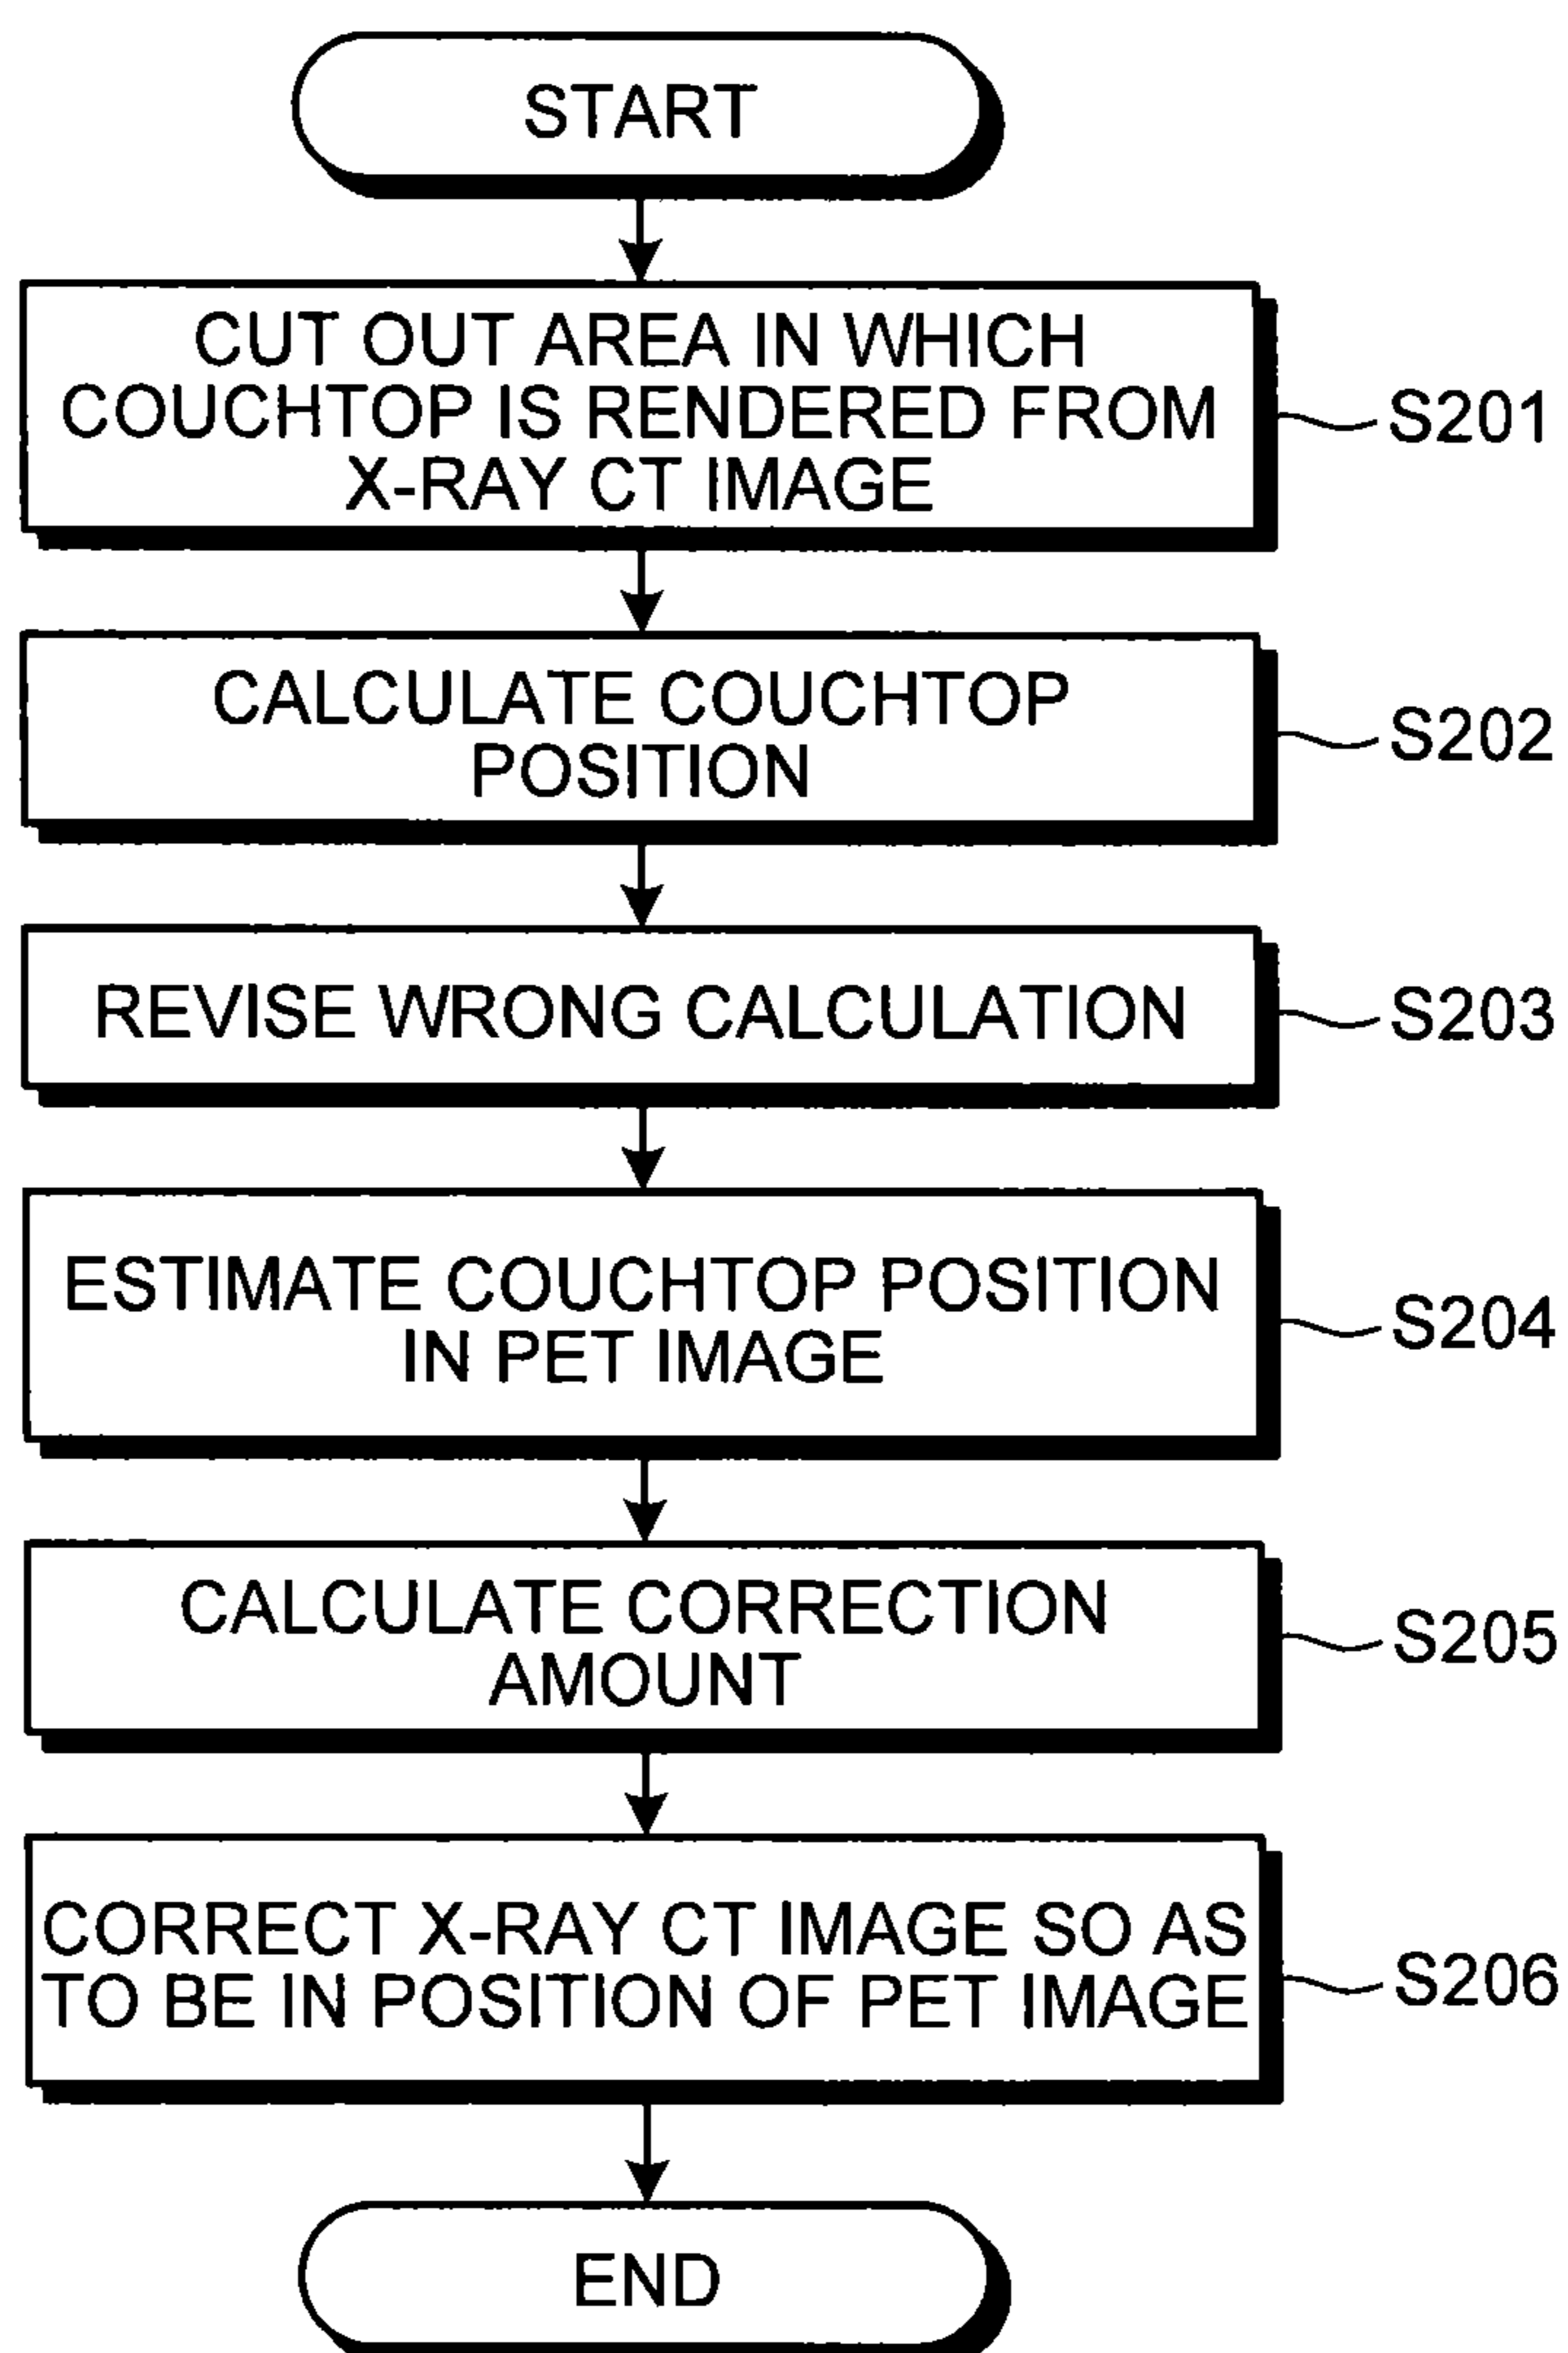 START
CUT OUT AREA IN WHICH
COUCHTOP IS RENDERED FROM
X-RAY CT IMAGE
S201
CALCULATE COUCHTOP
POSITION
S202
REVISE WRONG CALCULATION
S203
ESTIMATE COUCHTOP POSITION
IN PET IMAGE
S204
CALCULATE CORRECTION
AMOUNT
S205
CORRECT X-RAY CT IMAGE SO AS
TO BE IN POSITION OF PET IMAGE
S206
END